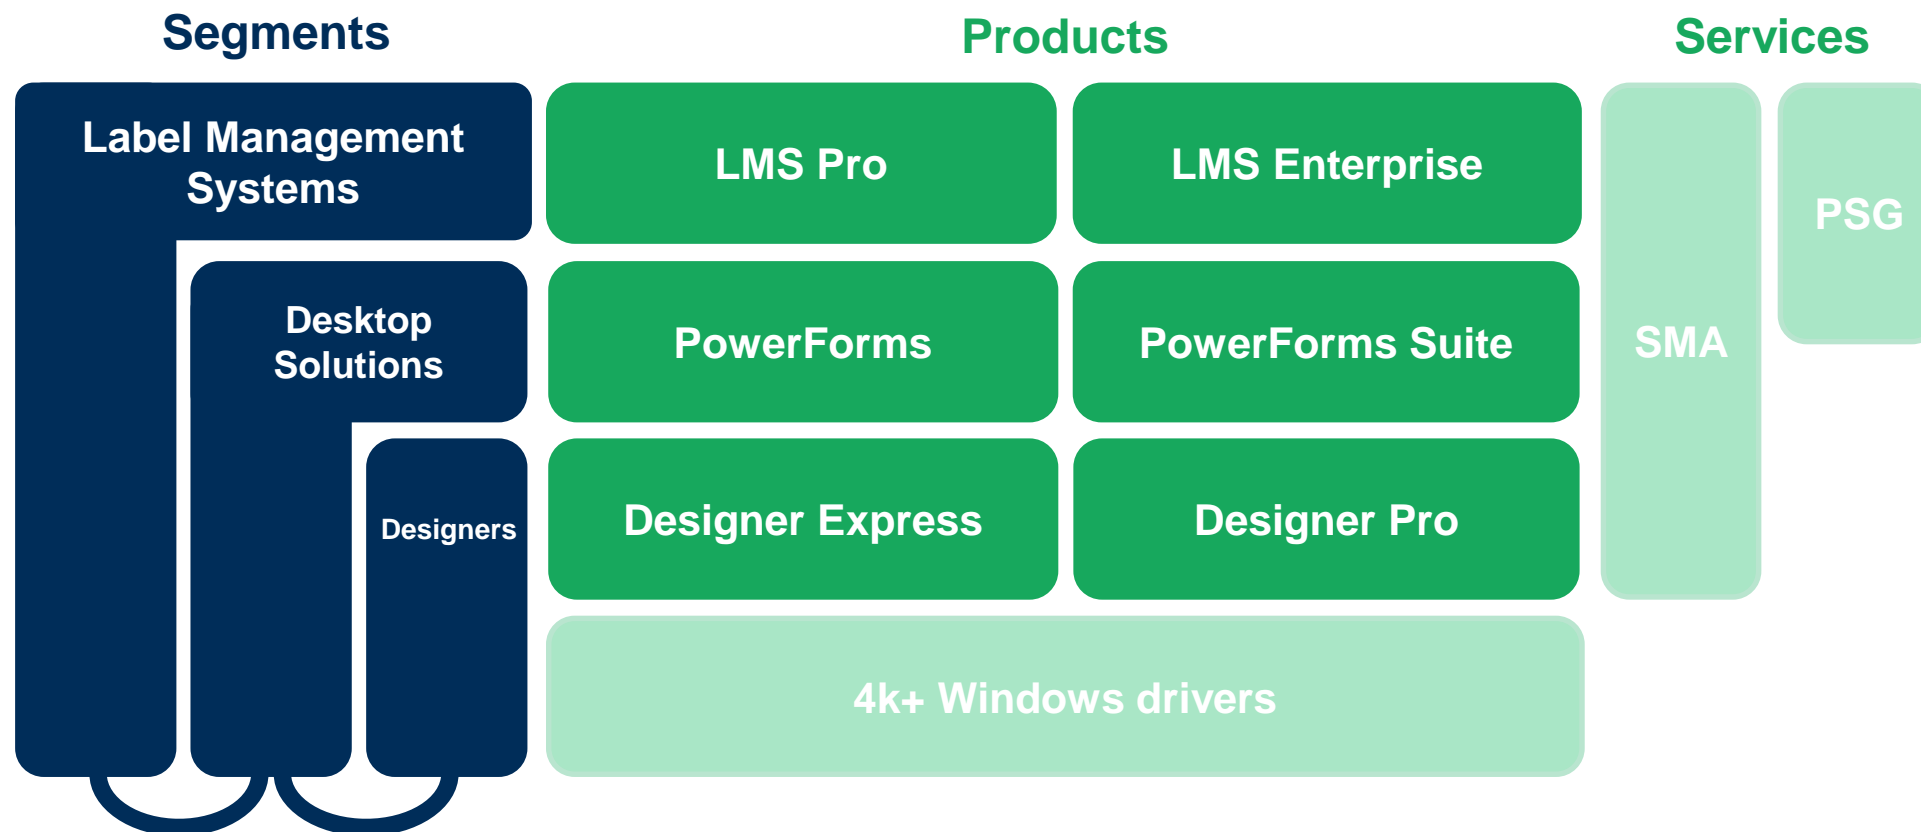 Segments
Products
Services
Label Management
Systems
LMS Pro
LMS Enterprise
SMA
PSG
Desktop
Solutions
PowerForms
PowerForms Suite
Designers
Designer Express
Designer Pro
4k+ Windows drivers